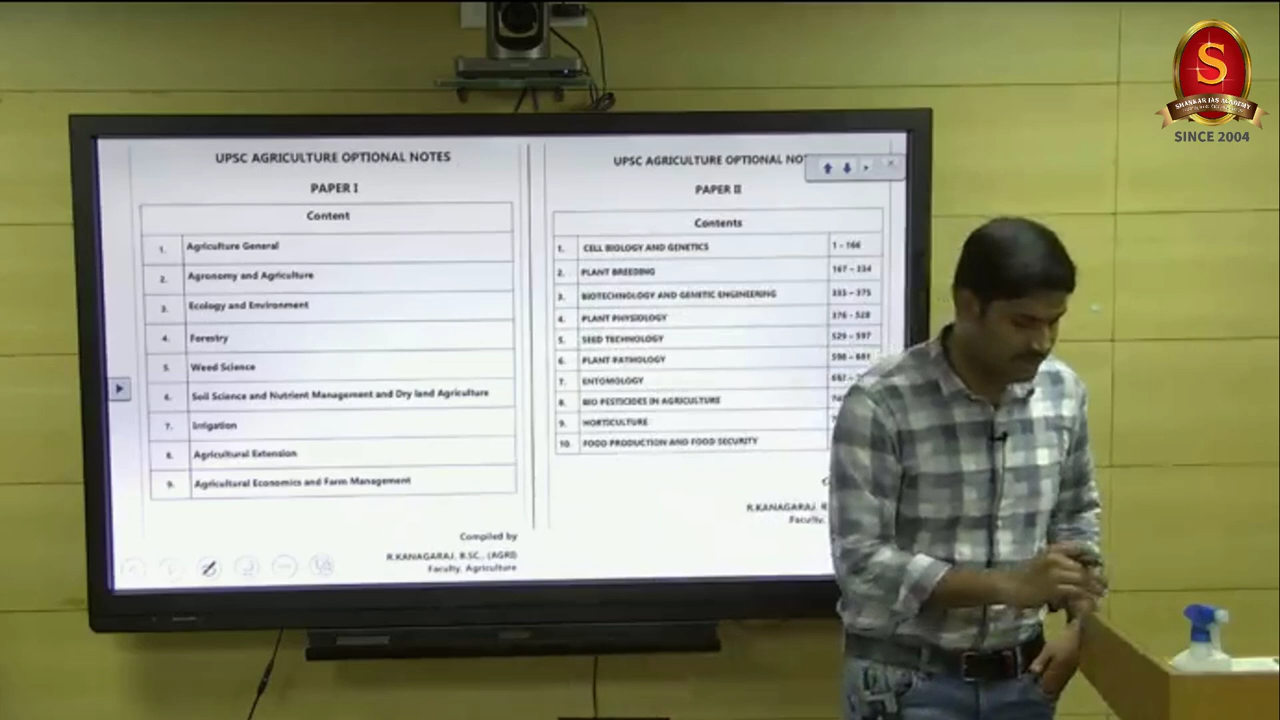 UPSC AGRICULTURE OPTIONAL NOTES
PAPER I
Content
1. Agriculture General
2. Agronomy and Agriculture
3. Ecology and Environment
4. Forestry
5. Weed Science
6. Soil Science and Nutrient Management and Dry land Agriculture
7. Irrigation
8. Agricultural Extension
9. Agricultural Economics and Farm Management
Compiled by
R.KANAGARAJ, B.SC., (AGRI)
Faculty, Agriculture
UPSC AGRICULTURE OPTIONAL NO
PAPER II
Contents
1. CELL BIOLOGY AND GENETICS 1 - 166
2. PLANT BREEDING 167 - 334
3. BIOTECHNOLOGY AND GENETIC ENGINEERING 335 - 375
4. PLANT PHYSIOLOGY 376 - 528
5. SEED TECHNOLOGY 529 - 597
6. PLANT PATHOLOGY 598 - 661
7. ENTOMOLOGY
8. BIO PESTICIDES IN AGRICULTURE
9. HORTICULTURE
10. FOOD PRODUCTION AND FOOD SECURITY
R.KANAGARAJ,
Faculty,
S
SHANKAR IAS ACADEMY
SINCE 2004